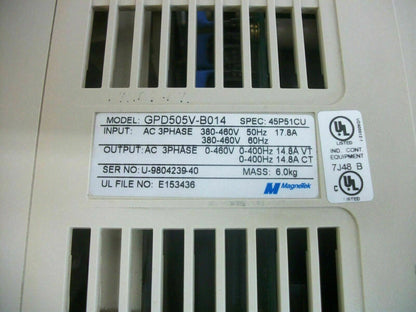 MODEL: GPD505V-B014 SPEC: 45P51CU
INPUT: AC 3PHASE 380-460V 50Hz 17.8A
380-460V 60Hz
OUTPUT: AC 3PHASE 0-460V 0-400Hz 14.8A VT
0-400Hz 14.8A CT
SER NO: U-9804239-40 MASS: 6.0kg
UL FILE NO: E153436 MagneTek
UL
LISTED
IND. CONT.
EQUIPMENT
7J48 B
C UL
LISTED